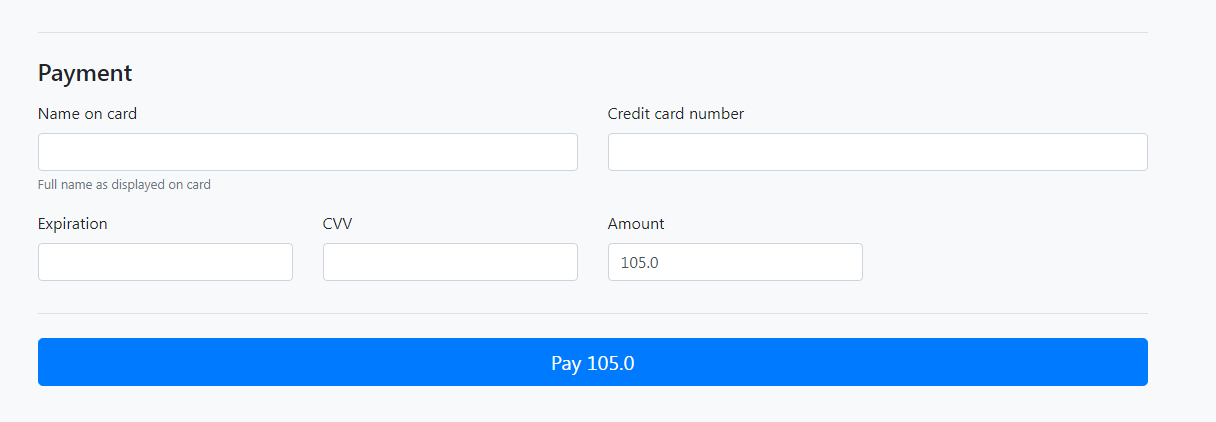 Payment
Name on card
Credit card number
Full name as displayed on card
Expiration
CVV
Amount
105.0
Pay 105.0